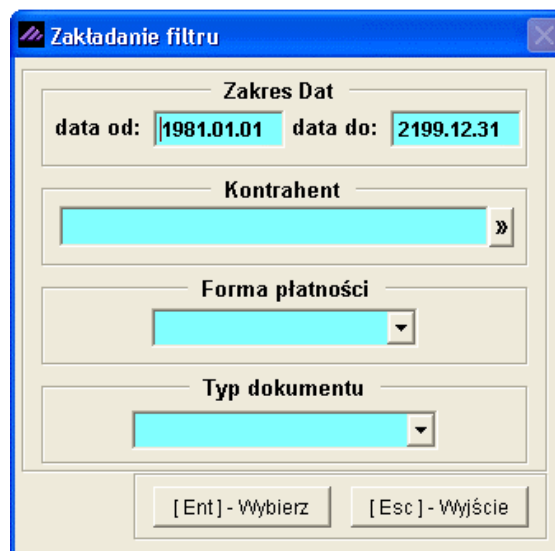 Zakładanie filtru
Zakres Dat
data od: 1981.01.01 data do: 2199.12.31
Kontrahent
»
Forma płatności
Typ dokumentu
[ Ent ] - Wybierz [ Esc ] - Wyjście